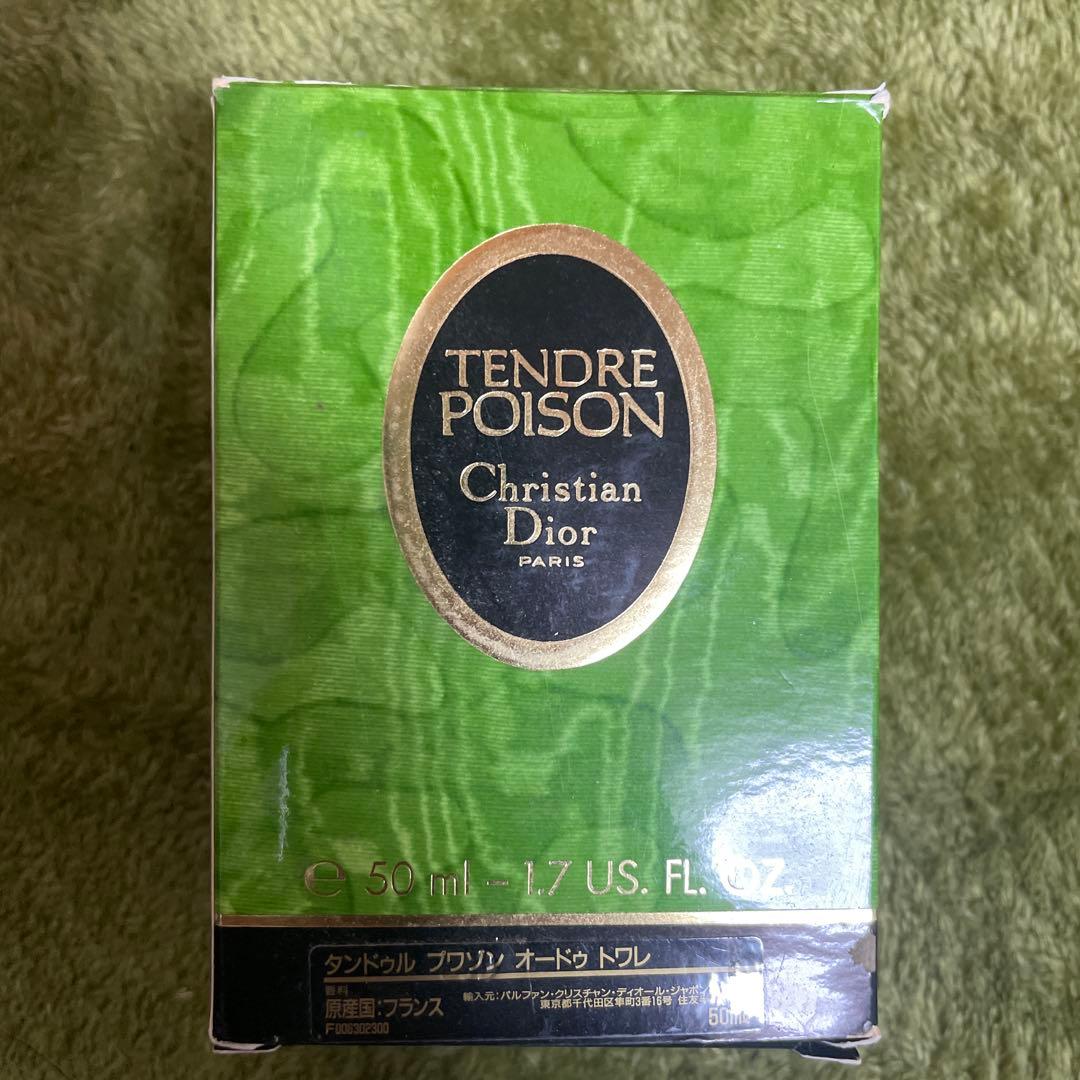 TENDRE
POISON
Christian
Dior
PARIS
e 50 ml - 1.7 US. FL. OZ.
タンドゥル プワゾン オードゥ トワレ
香料
輸入元:パルファン・クリスチャン・ディオール・ジャポン
原産国:フランス
東京都千代田区隼町3番16号 住友
F006302300
50ml